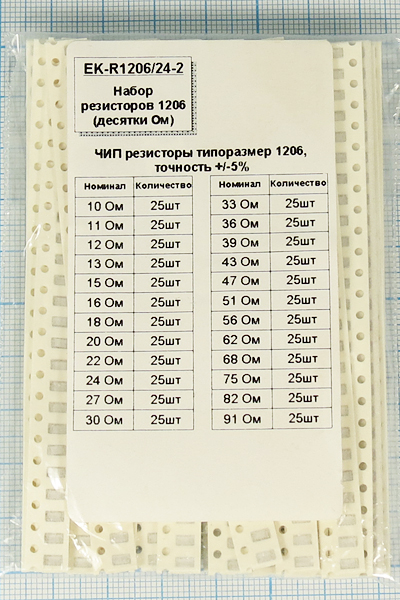 EK-R1206/24-2
Набор
резисторов 1206
(десятки Ом)
ЧИП резисторы типоразмер 1206,
точность +/-5%
Номинал Количество
10 Ом 25шт
11 Ом 25шт
12 Ом 25шт
13 Ом 25шт
15 Ом 25шт
16 Ом 25шт
18 Ом 25шт
20 Ом 25шт
22 Ом 25шт
24 Ом 25шт
27 Ом 25шт
30 Ом 25шт
Номинал Количество
33 Ом 25шт
36 Ом 25шт
39 Ом 25шт
43 Ом 25шт
47 Ом 25шт
51 Ом 25шт
56 Ом 25шт
62 Ом 25шт
68 Ом 25шт
75 Ом 25шт
82 Ом 25шт
91 Ом 25шт